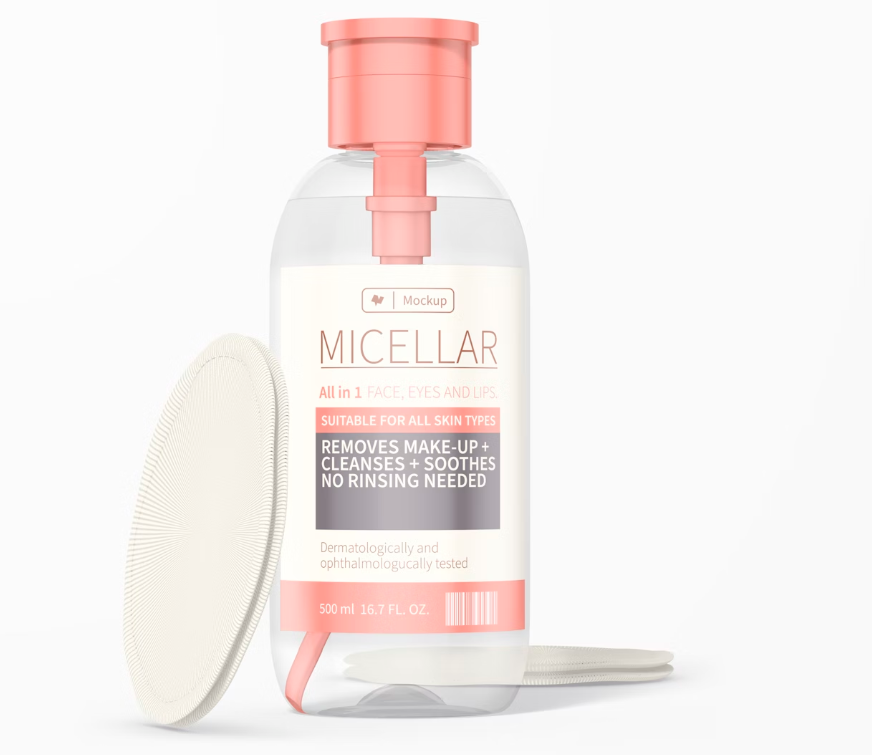 Mockup
MICELLAR
All in 1 FACE, EYES AND LIPS.
SUITABLE FOR ALL SKIN TYPES
REMOVES MAKE-UP +
CLEANSES + SOOTHES
NO RINSING NEEDED
Dermatologically and
ophthalmologucally tested
500 ml 16.7 FL. OZ.